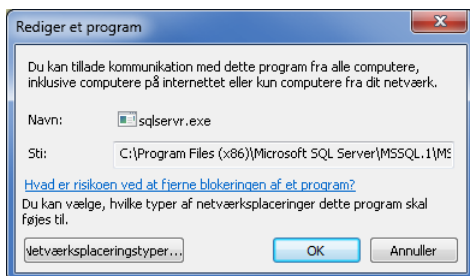 Rediger et program
Du kan tillade kommunikation med dette program fra alle computere,
inklusive computere på internettet eller kun computere fra dit netværk.
Navn: sqlservr.exe
Sti: C:\Program Files (x86)\Microsoft SQL Server\MSSQL.1\MS
Hvad er risikoen ved at fjerne blokeringen af et program?
Du kan vælge, hvilke typer af netværksplaceringer dette program skal
føjes til.
Netværksplaceringstyper... OK Annuller